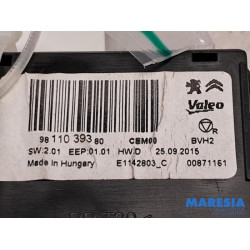 Valeo
98 110 393 80 CEM00 BVH2
SW:2.01 EEP:01.01 HW:D 25.09.2015
Made in Hungary E1142803_C 00871161
MARESIA